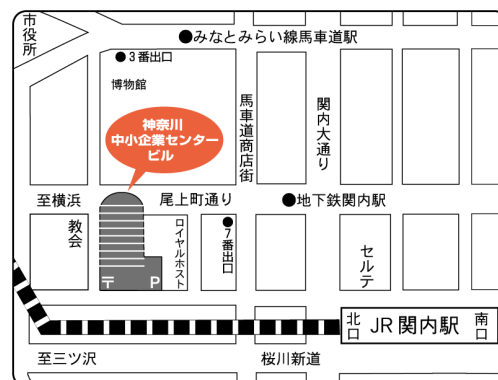 市役所
●みなとみらい線馬車道駅
●3番出口
博物館
神奈川
中小企業センター
ビル
馬車道商店街
関内大通り
至横浜
尾上町通り
●地下鉄関内駅
教会
ロイヤルホスト
●7番出口
セルテ
〒
P
北口
JR関内駅
南口
至三ツ沢
桜川新道